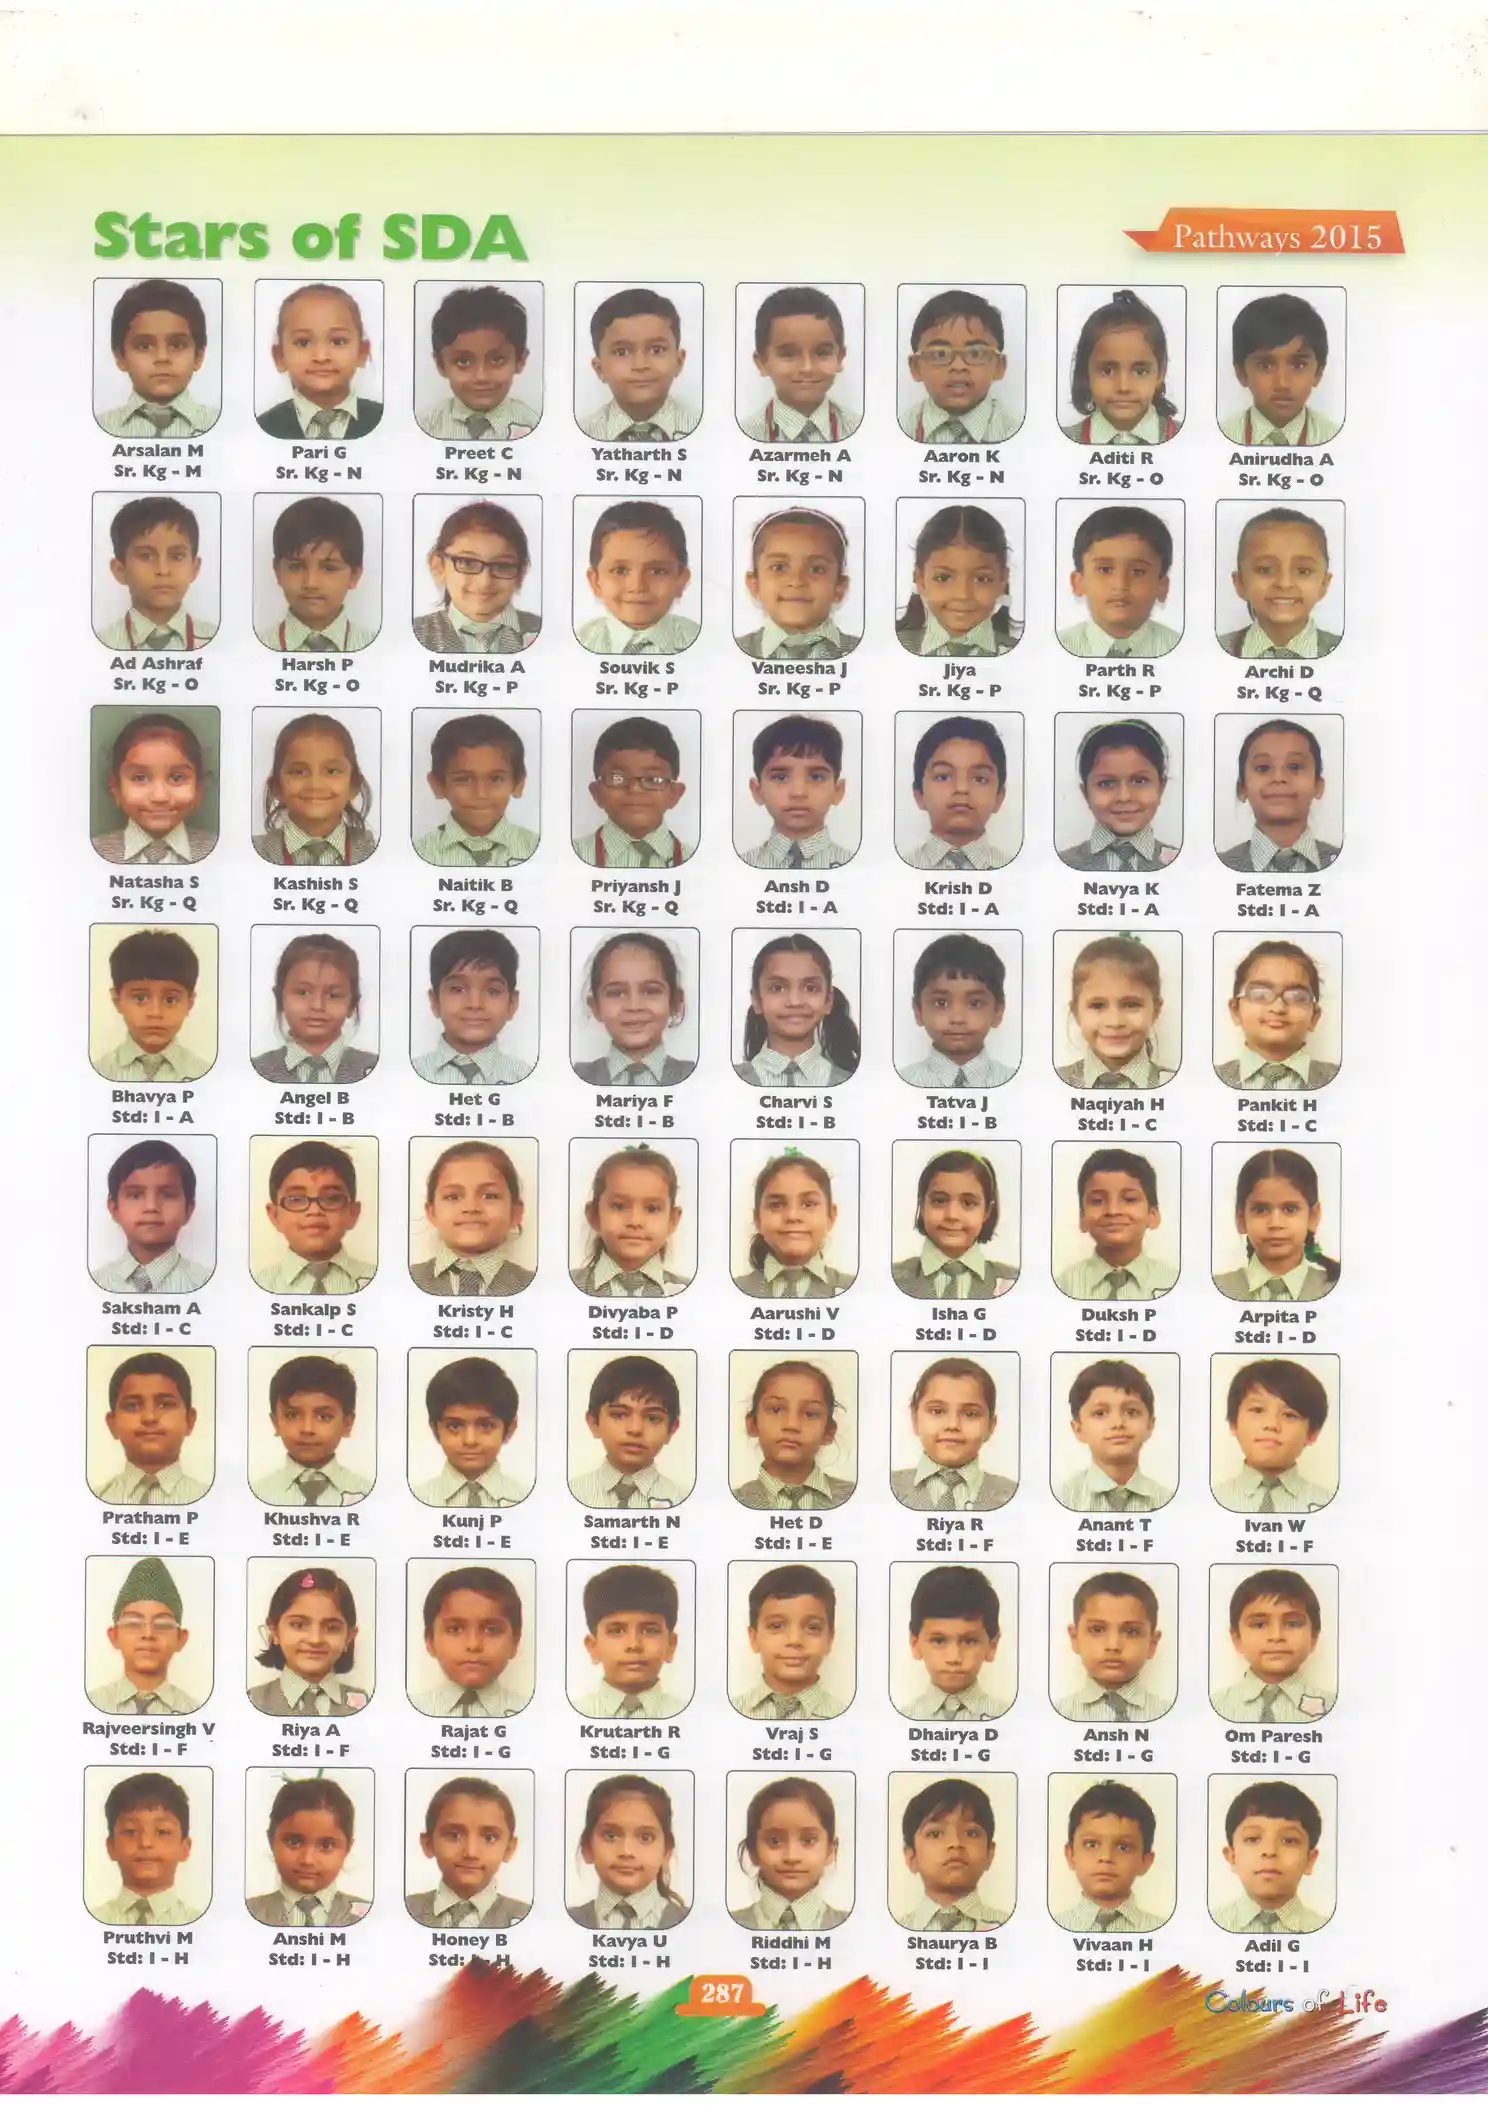 Stars of SDA
Pathways 2015
Arsalan M Pari G Preet C Yatharth S Azarmeh A Aaron K Aditi R Anirudha A
Sr. Kg - M Sr. Kg - N Sr. Kg - N Sr. Kg - N Sr. Kg - N Sr. Kg - N Sr. Kg - O Sr. Kg - O
Ad Ashraf Harsh P Mudrika A Souvik S Vaneesha J Jiya Parth R Archi D
Sr. Kg - O Sr. Kg - O Sr. Kg - P Sr. Kg - P Sr. Kg - P Sr. Kg - P Sr. Kg - P Sr. Kg - Q
Natasha S Kashish S Naitik B Priyansh J Ansh D Krish D Navya K Fatema Z
Sr. Kg - Q Sr. Kg - Q Sr. Kg - Q Sr. Kg - Q Std: I - A Std: I - A Std: I - A Std: I - A
Bhavya P Angel B Het G Mariya F Charvi S Tatva J Naqiyah H Pankit H
Std: I - A Std: I - B Std: I - B Std: I - B Std: I - B Std: I - B Std: I - C Std: I - C
Saksham A Sankalp S Kristy H Divyaba P Aarushi V Isha G Duksh P Arpita P
Std: I - C Std: I - C Std: I - C Std: I - D Std: I - D Std: I - D Std: I - D Std: I - D
Pratham P Khushva R Kunj P Samarth N Het D Riya R Anant T Ivan W
Std: I - E Std: I - E Std: I - E Std: I - E Std: I - E Std: I - F Std: I - F Std: I - F
Rajveersingh V Riya A Rajat G Krutarth R Vraj S Dhairya D Ansh N Om Paresh
Std: I - F Std: I - F Std: I - G Std: I - G Std: I - G Std: I - G Std: I - G Std: I - G
Pruthvi M Anshi M Honey B Kavya U Riddhi M Shaurya B Vivaan H Adil G
Std: I - H Std: I - H Std: I - H Std: I - H Std: I - H Std: I - I Std: I - I Std: I - I
287
Colours of Life